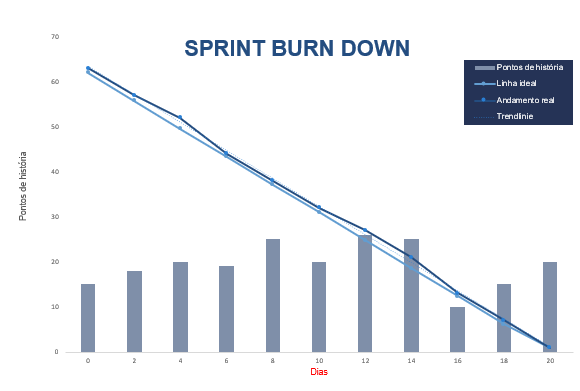 SPRINT BURN DOWN
Pontos de história
Linha ideal
Andamento real
Trendlinie
Pontos de história
70
60
50
40
30
20
10
0
0 2 4 6 8 10 12 14 16 18 20
Dias